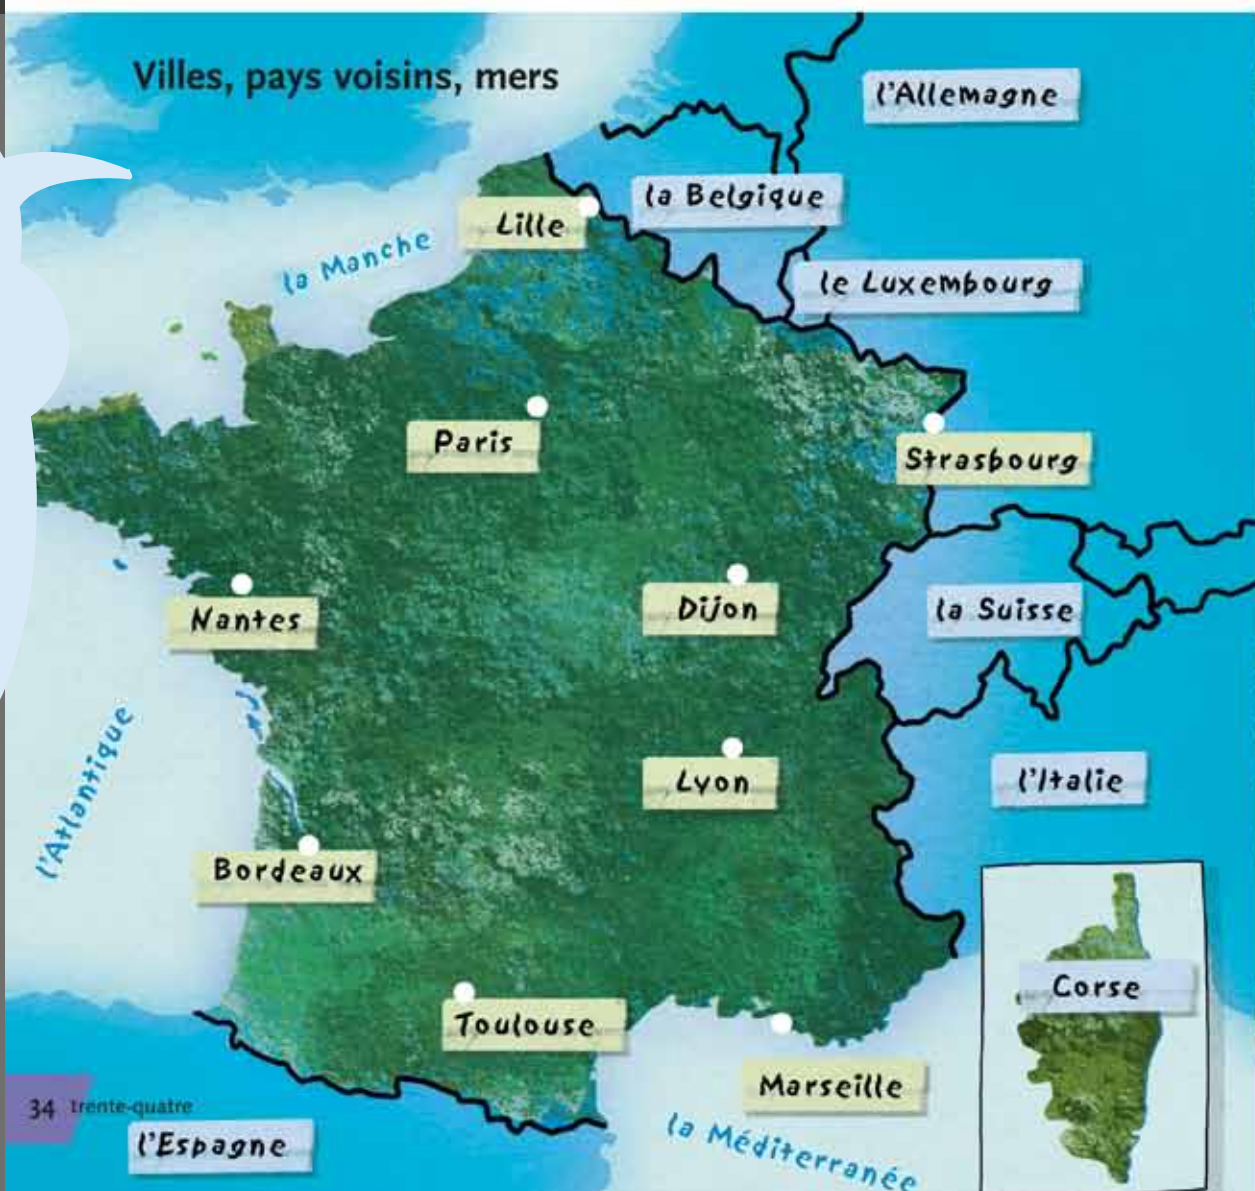 Villes, pays voisins, mers
l'Allemagne
la Belgique
Lille
la Manche
le Luxembourg
Paris
Strasbourg
Nantes
Dijon
la Suisse
l'Atlantique
Lyon
l'Italie
Bordeaux
Corse
Toulouse
Marseille
34 trente-quatre
l'Espagne
la Méditerranée